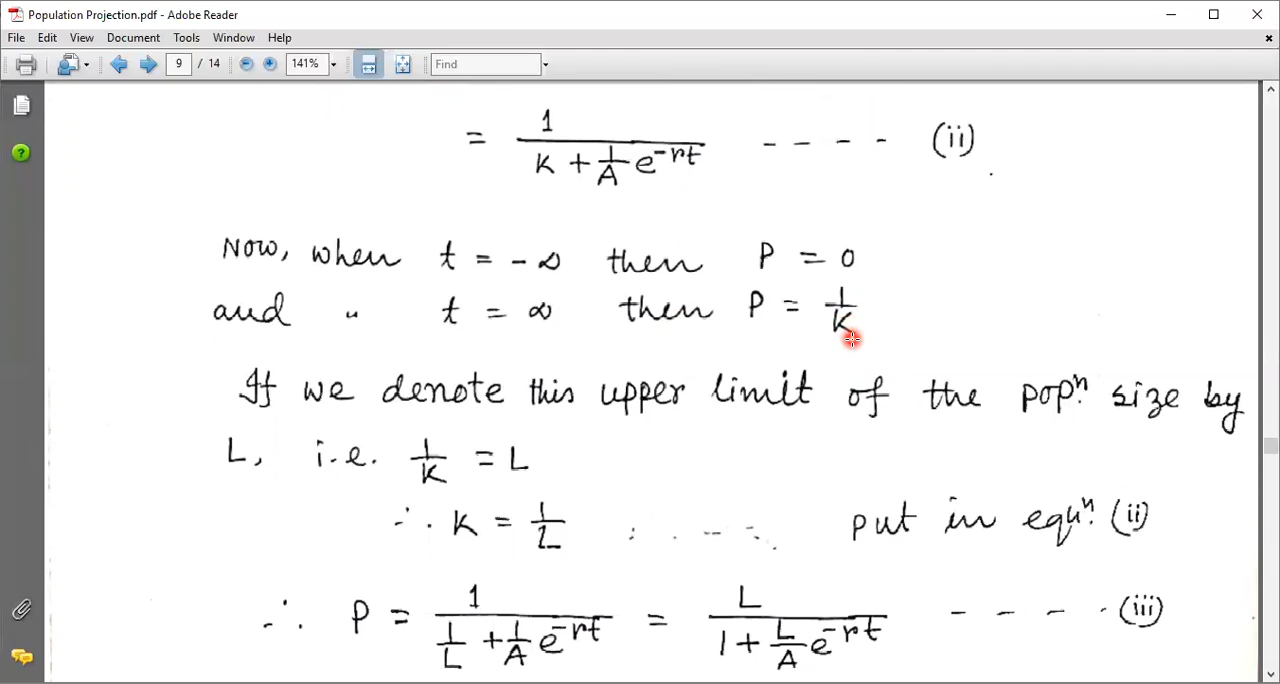 Population Projection.pdf - Adobe Reader
File Edit View Document Tools Window Help
9 / 14 141% Find
= 1 / (K + 1/A e^-rt) - - - - (ii)
Now, when t = - ∞ then P = 0
and " t = ∞ then P = 1/K
If we denote this upper limit of the popⁿ. size by
L, i.e. 1/K = L
∴ K = 1/L put in equⁿ. (ii)
∴ P = 1 / (1/L + 1/A e^-rt) = L / (1 + L/A e^-rt) - - - - (iii)